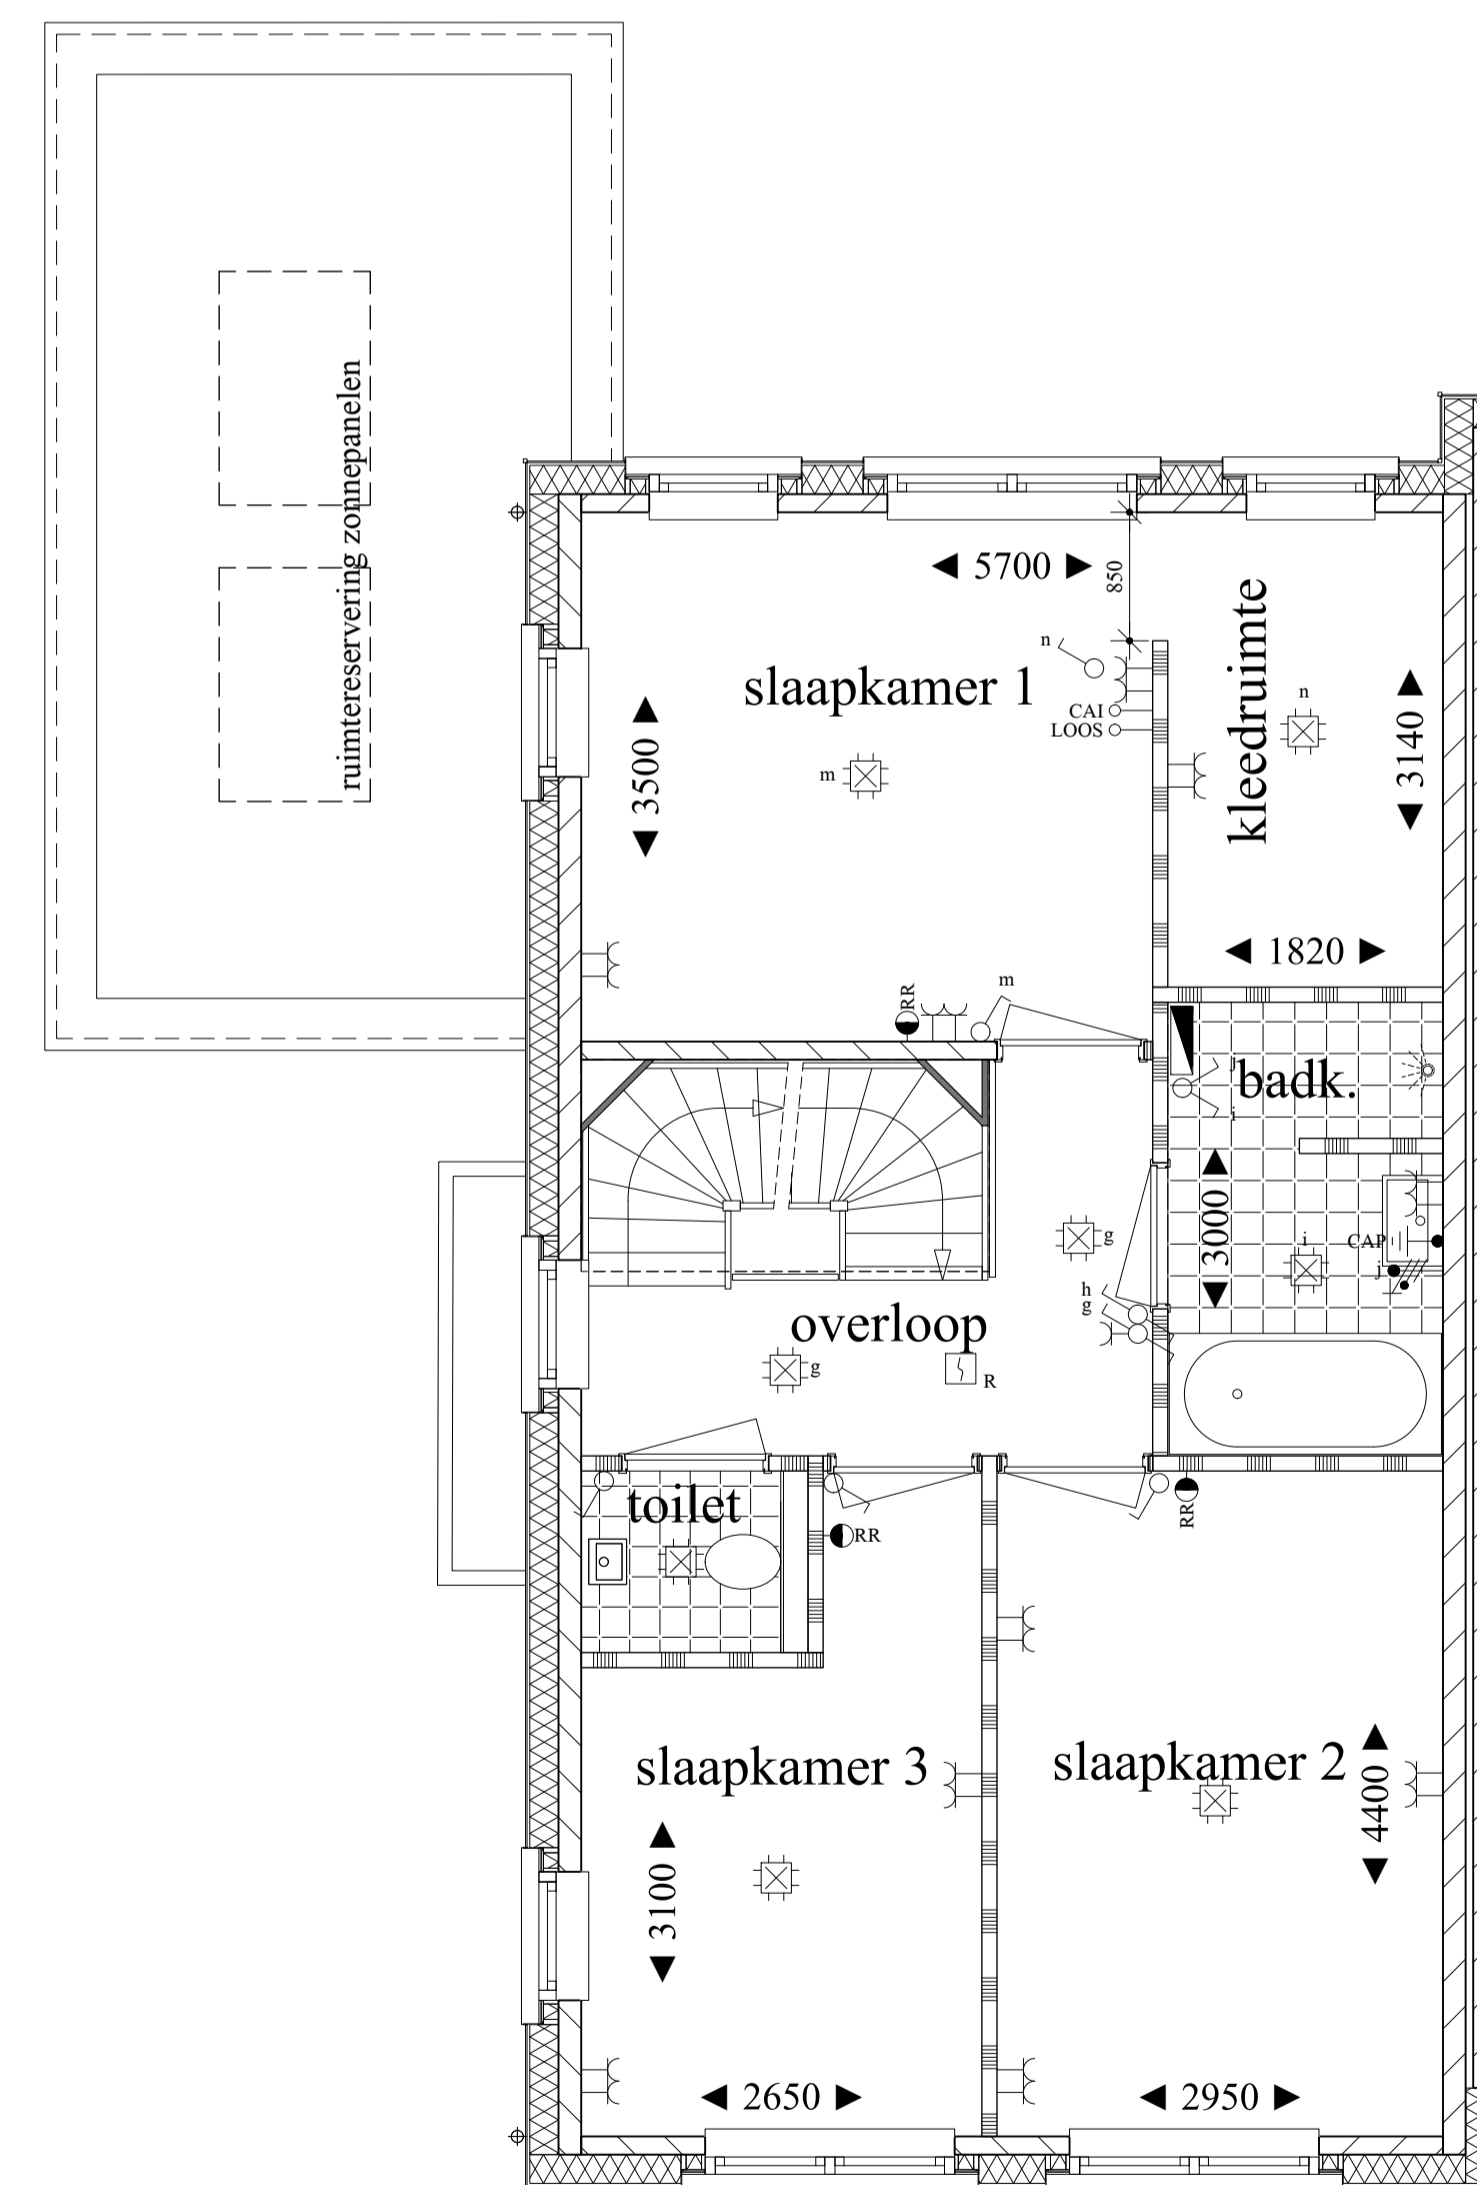 ruimtereservering zonnepanelen
5700
850
kleedruimte
n
slaapkamer 1
n
CAI
LOOS
3500
3140
m
1820
RR
m
badk.
j
i
3000
g
CAP
i
j
h
g
overloop
g
R
toilet
RR
RR
slaapkamer 3
slaapkamer 2
4400
3100
2650
2950